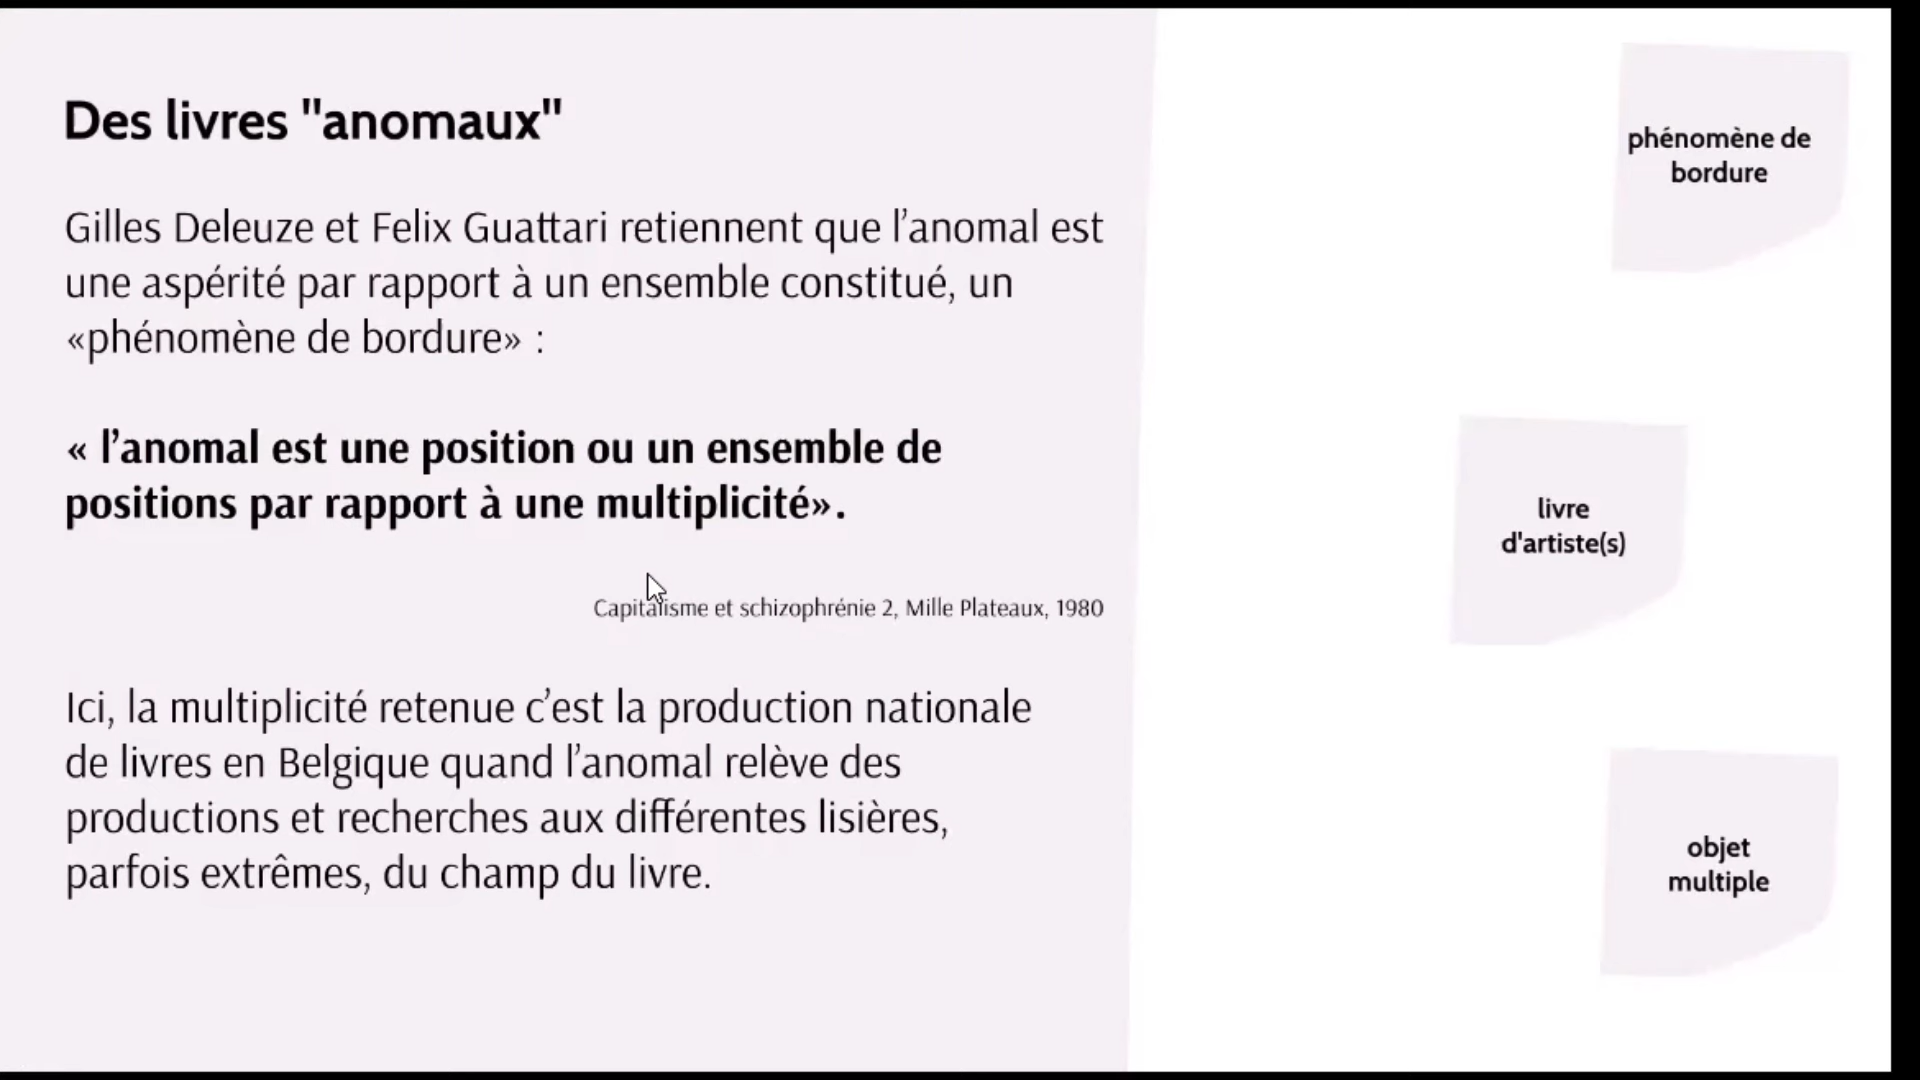 Des livres "anomaux"
Gilles Deleuze et Felix Guattari retiennent que l’anomal est
une aspérité par rapport à un ensemble constitué, un
«phénomène de bordure» :
« l’anomal est une position ou un ensemble de
positions par rapport à une multiplicité».
Capitalisme et schizophrénie 2, Mille Plateaux, 1980
Ici, la multiplicité retenue c’est la production nationale
de livres en Belgique quand l’anomal relève des
productions et recherches aux différentes lisières,
parfois extrêmes, du champ du livre.
phénomène de
bordure
livre
d'artiste(s)
objet
multiple